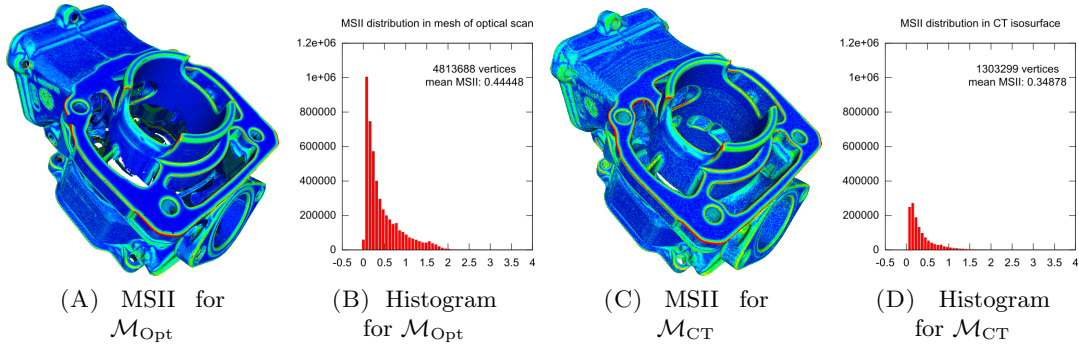 MSII distribution in mesh of optical scan
1.2e+06
1e+06
800000
600000
400000
200000
0
-0.5 0 0.5 1 1.5 2 2.5 3 3.5 4
4813688 vertices
mean MSII: 0.44448
MSII distribution in CT isosurface
1.2e+06
1e+06
800000
600000
400000
200000
0
-0.5 0 0.5 1 1.5 2 2.5 3 3.5 4
1303299 vertices
mean MSII: 0.34878
(A) MSII for
M_Opt
(B) Histogram
for M_Opt
(C) MSII for
M_CT
(D) Histogram
for M_CT